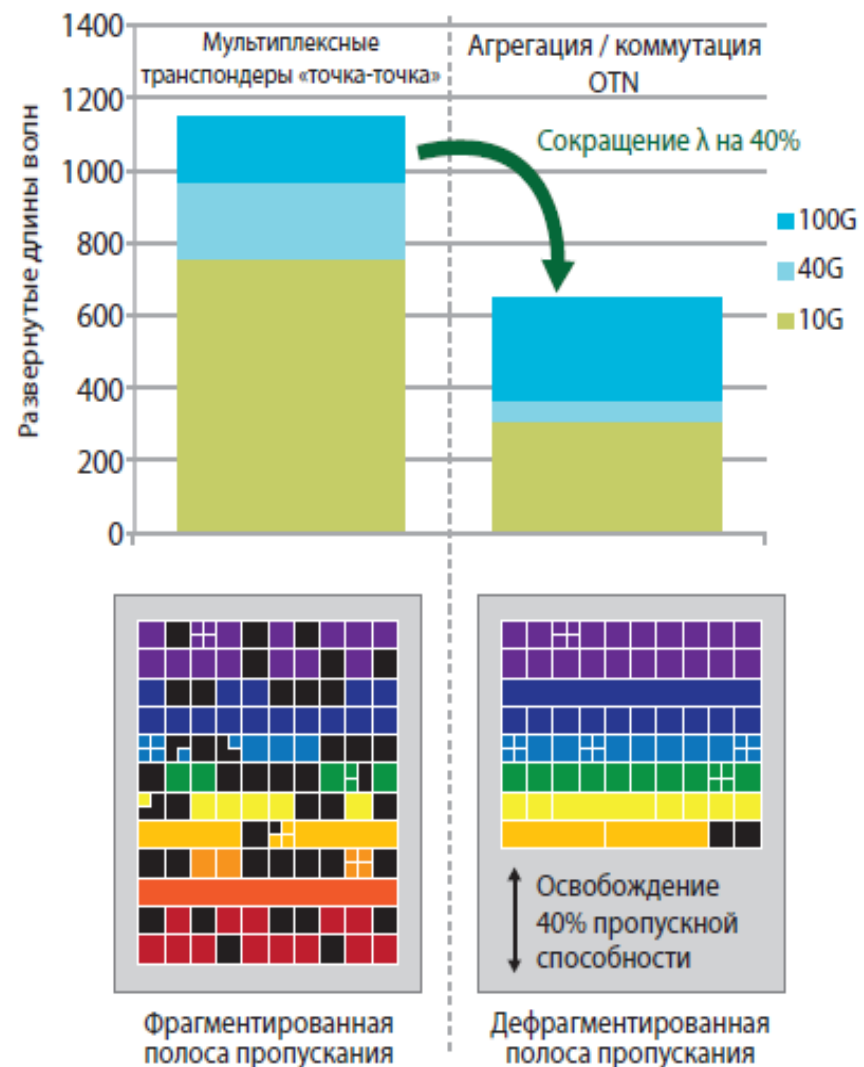 1400
1200
1000
800
600
400
200
0
Развернутые длины волн
Мультиплексные
транспондеры «точка-точка»
Агрегация / коммутация
OTN
Сокращение λ на 40%
100G
40G
10G
Освобождение
40% пропускной
способности
Фрагментированная
полоса пропускания
Дефрагментированная
полоса пропускания